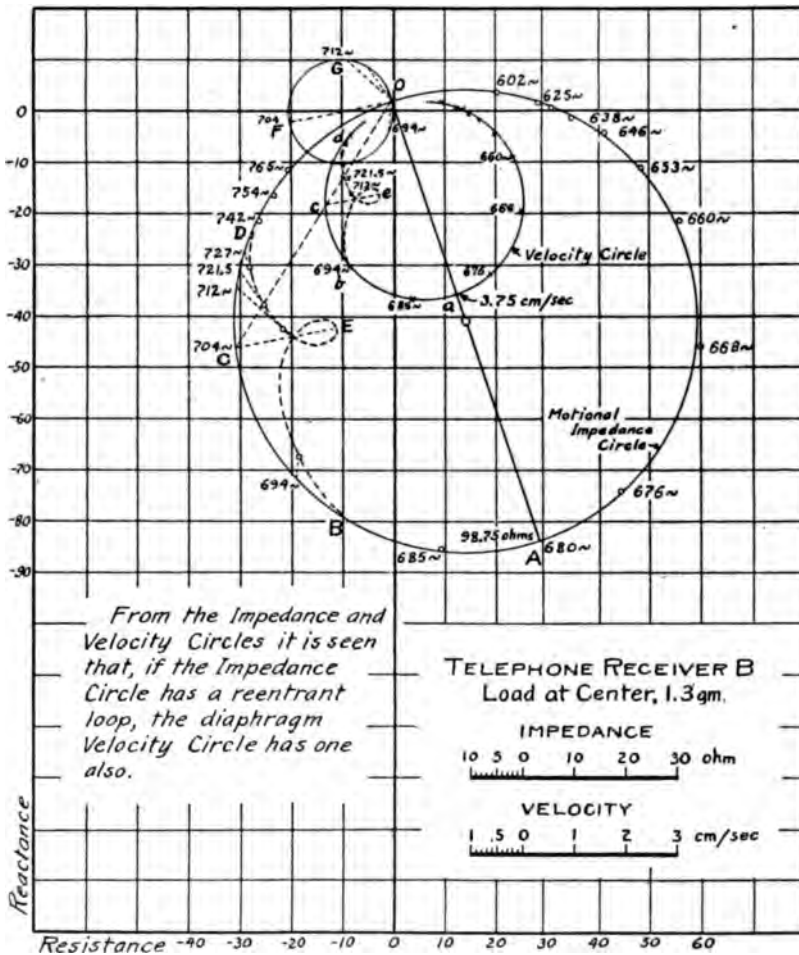 712~
G
O
602~
625~
638~
646~
653~
660~
668~
676~
680~
A
98.75 ohms
685~
B
694~
C
704~
712~
721.5
727~
D
742~
754~
765~
704
F
694~
b
c
d
e
721.5~
712~
E
660~
668
676
686~
a
3.75 cm/sec
Velocity Circle
Motional
Impedance
Circle
0
-10
-20
-30
-40
-50
-60
-70
-80
-90
From the Impedance and
Velocity Circles it is seen
that, if the Impedance
Circle has a reentrant
loop, the diaphragm
Velocity Circle has one
also.
TELEPHONE RECEIVER B
Load at Center, 1.3 gm.
IMPEDANCE
10 5 0 10 20 30 ohm
VELOCITY
1 .5 0 1 2 3 cm/sec
Reactance
Resistance -40 -30 -20 -10 0 10 20 30 40 50 60